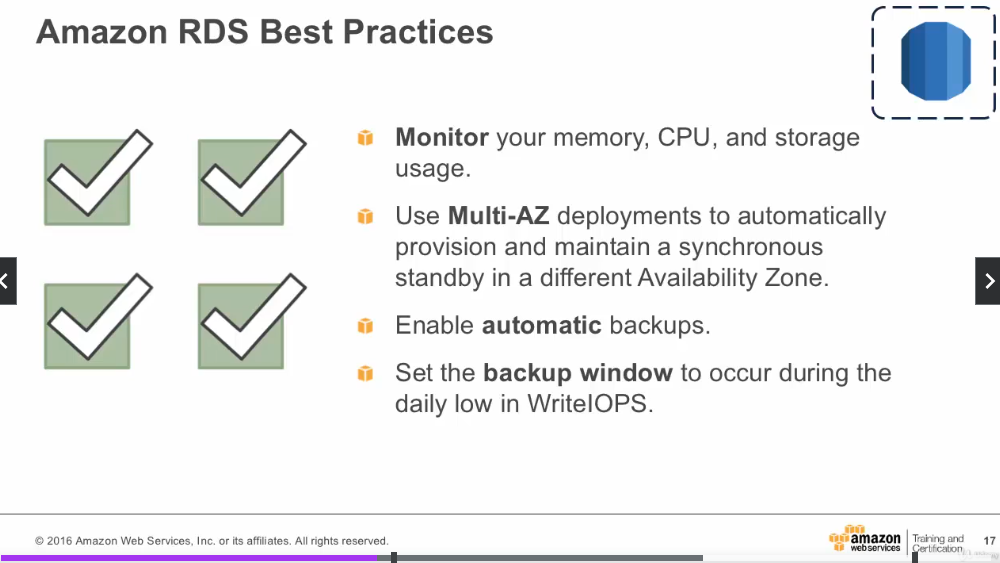 Amazon RDS Best Practices
Monitor your memory, CPU, and storage
usage.
Use Multi-AZ deployments to automatically
provision and maintain a synchronous
standby in a different Availability Zone.
Enable automatic backups.
Set the backup window to occur during the
daily low in WriteIOPS.
© 2016 Amazon Web Services, Inc. or its affiliates. All rights reserved.
amazon
web services
Training and
Certification
17